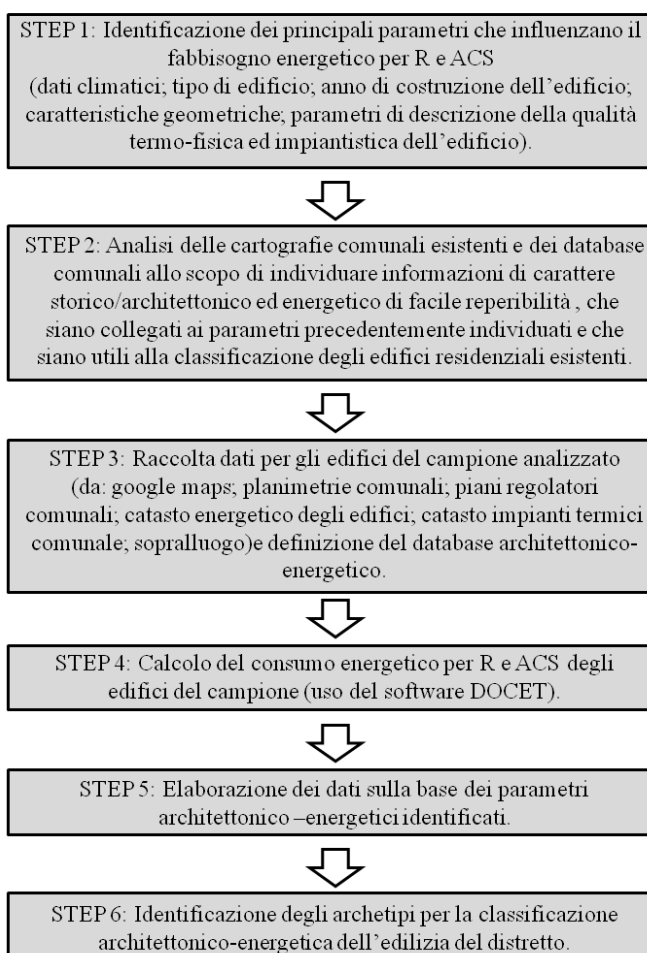 STEP 1: Identificazione dei principali parametri che influenzano il
fabbisogno energetico per R e ACS
(dati climatici; tipo di edificio; anno di costruzione dell'edificio;
caratteristiche geometriche; parametri di descrizione della qualità
termo-fisica ed impiantistica dell'edificio).
STEP 2: Analisi delle cartografie comunali esistenti e dei database
comunali allo scopo di individuare informazioni di carattere
storico/architettonico ed energetico di facile reperibilità , che
siano collegati ai parametri precedentemente individuati e che
siano utili alla classificazione degli edifici residenziali esistenti.
STEP 3: Raccolta dati per gli edifici del campione analizzato
(da: google maps; planimetrie comunali; piani regolatori
comunali; catasto energetico degli edifici; catasto impianti termici
comunale; sopralluogo)e definizione del database architettonico-
energetico.
STEP 4: Calcolo del consumo energetico per R e ACS degli
edifici del campione (uso del software DOCET).
STEP 5: Elaborazione dei dati sulla base dei parametri
architettonico –energetici identificati.
STEP 6: Identificazione degli archetipi per la classificazione
architettonico-energetica dell'edilizia del distretto.